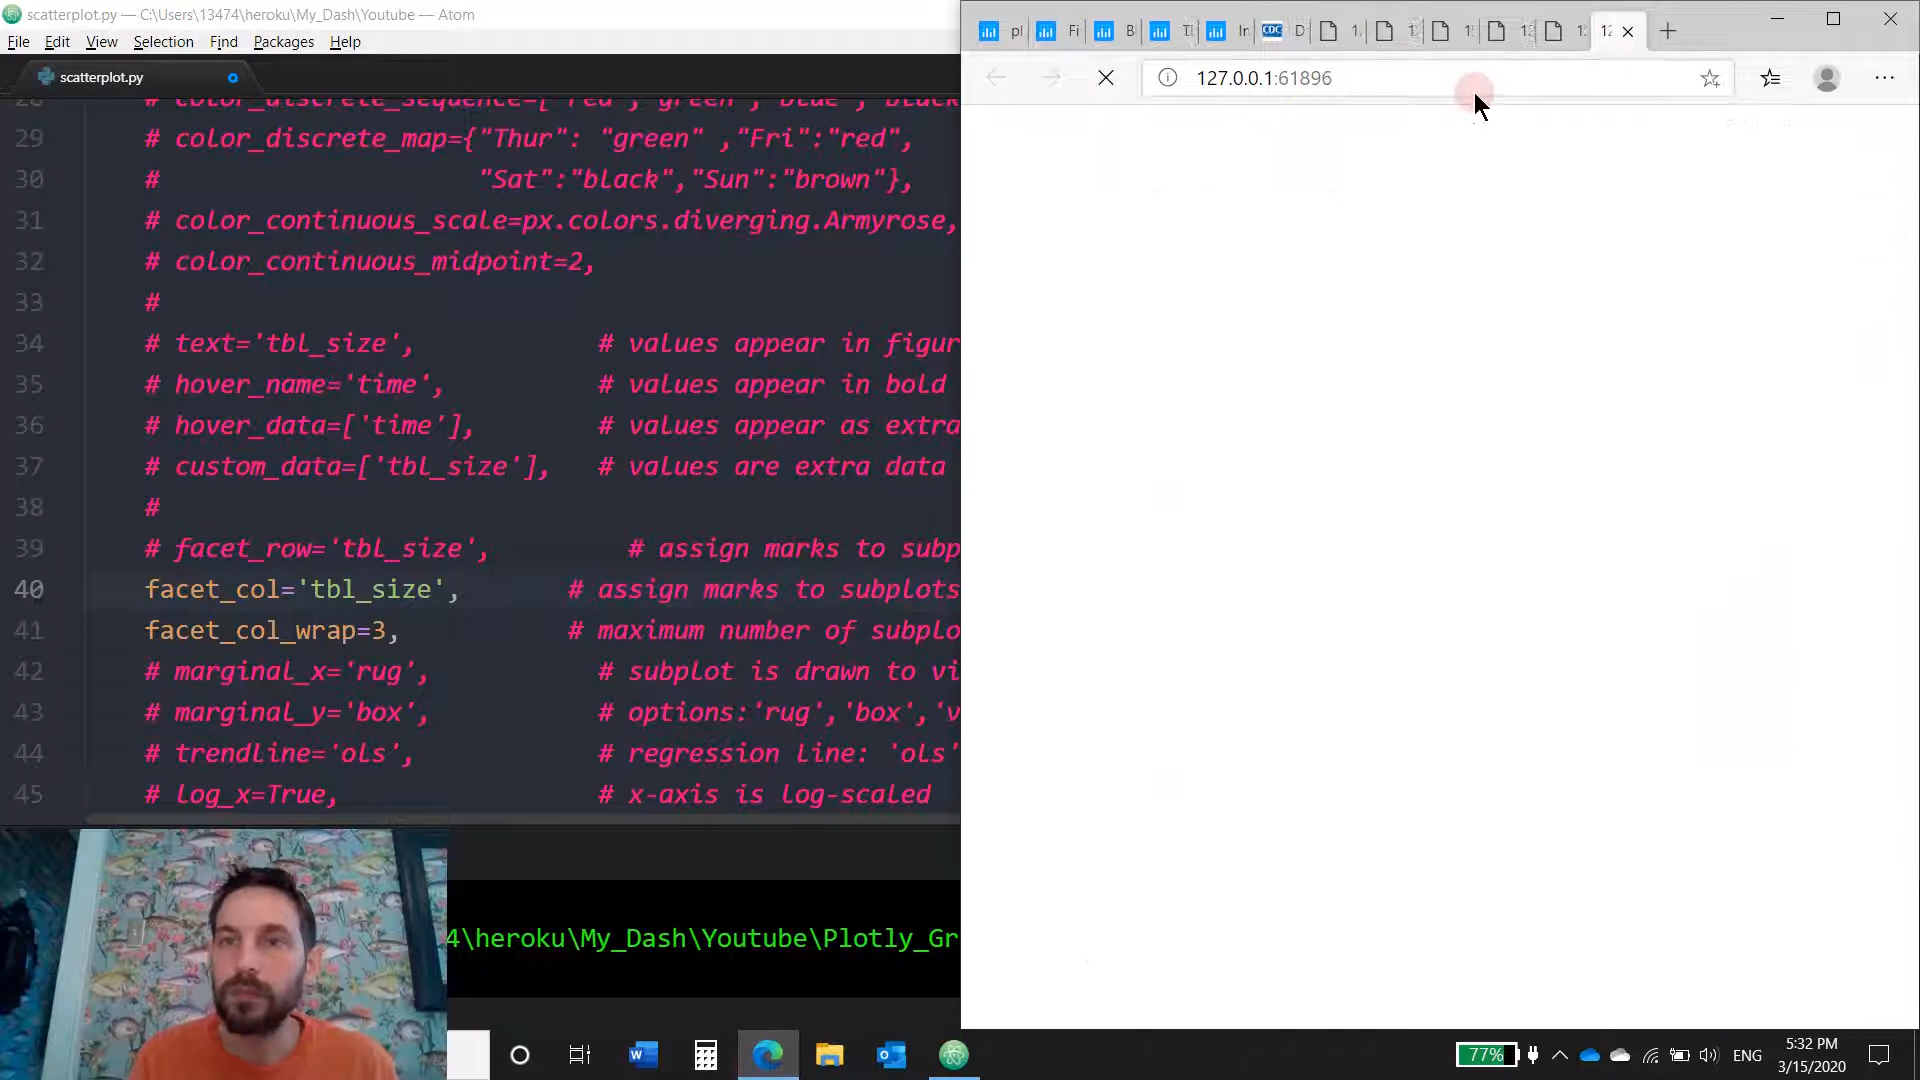 scatterplot.py — C:\Users\13474\heroku\My_Dash\Youtube — Atom
File Edit View Selection Find Packages Help
scatterplot.py
127.0.0.1:61896
28 # color_discrete_sequence=["red","green","blue","black
29 # color_discrete_map={"Thur": "green" ,"Fri":"red",
30 # "Sat":"black","Sun":"brown"},
31 # color_continuous_scale=px.colors.diverging.Armyrose,
32 # color_continuous_midpoint=2,
33 #
34 # text='tbl_size', # values appear in figur
35 # hover_name='time', # values appear in bold
36 # hover_data=['time'], # values appear as extra
37 # custom_data=['tbl_size'], # values are extra data
38 #
39 # facet_row='tbl_size', # assign marks to subp
40 facet_col='tbl_size', # assign marks to subplots
41 facet_col_wrap=3, # maximum number of subplo
42 # marginal_x='rug', # subplot is drawn to vi
43 # marginal_y='box', # options:'rug','box','v
44 # trendline='ols', # regression line: 'ols'
45 # log_x=True, # x-axis is log-scaled
4\heroku\My_Dash\Youtube\Plotly_Gr
77% ENG 5:32 PM
3/15/2020